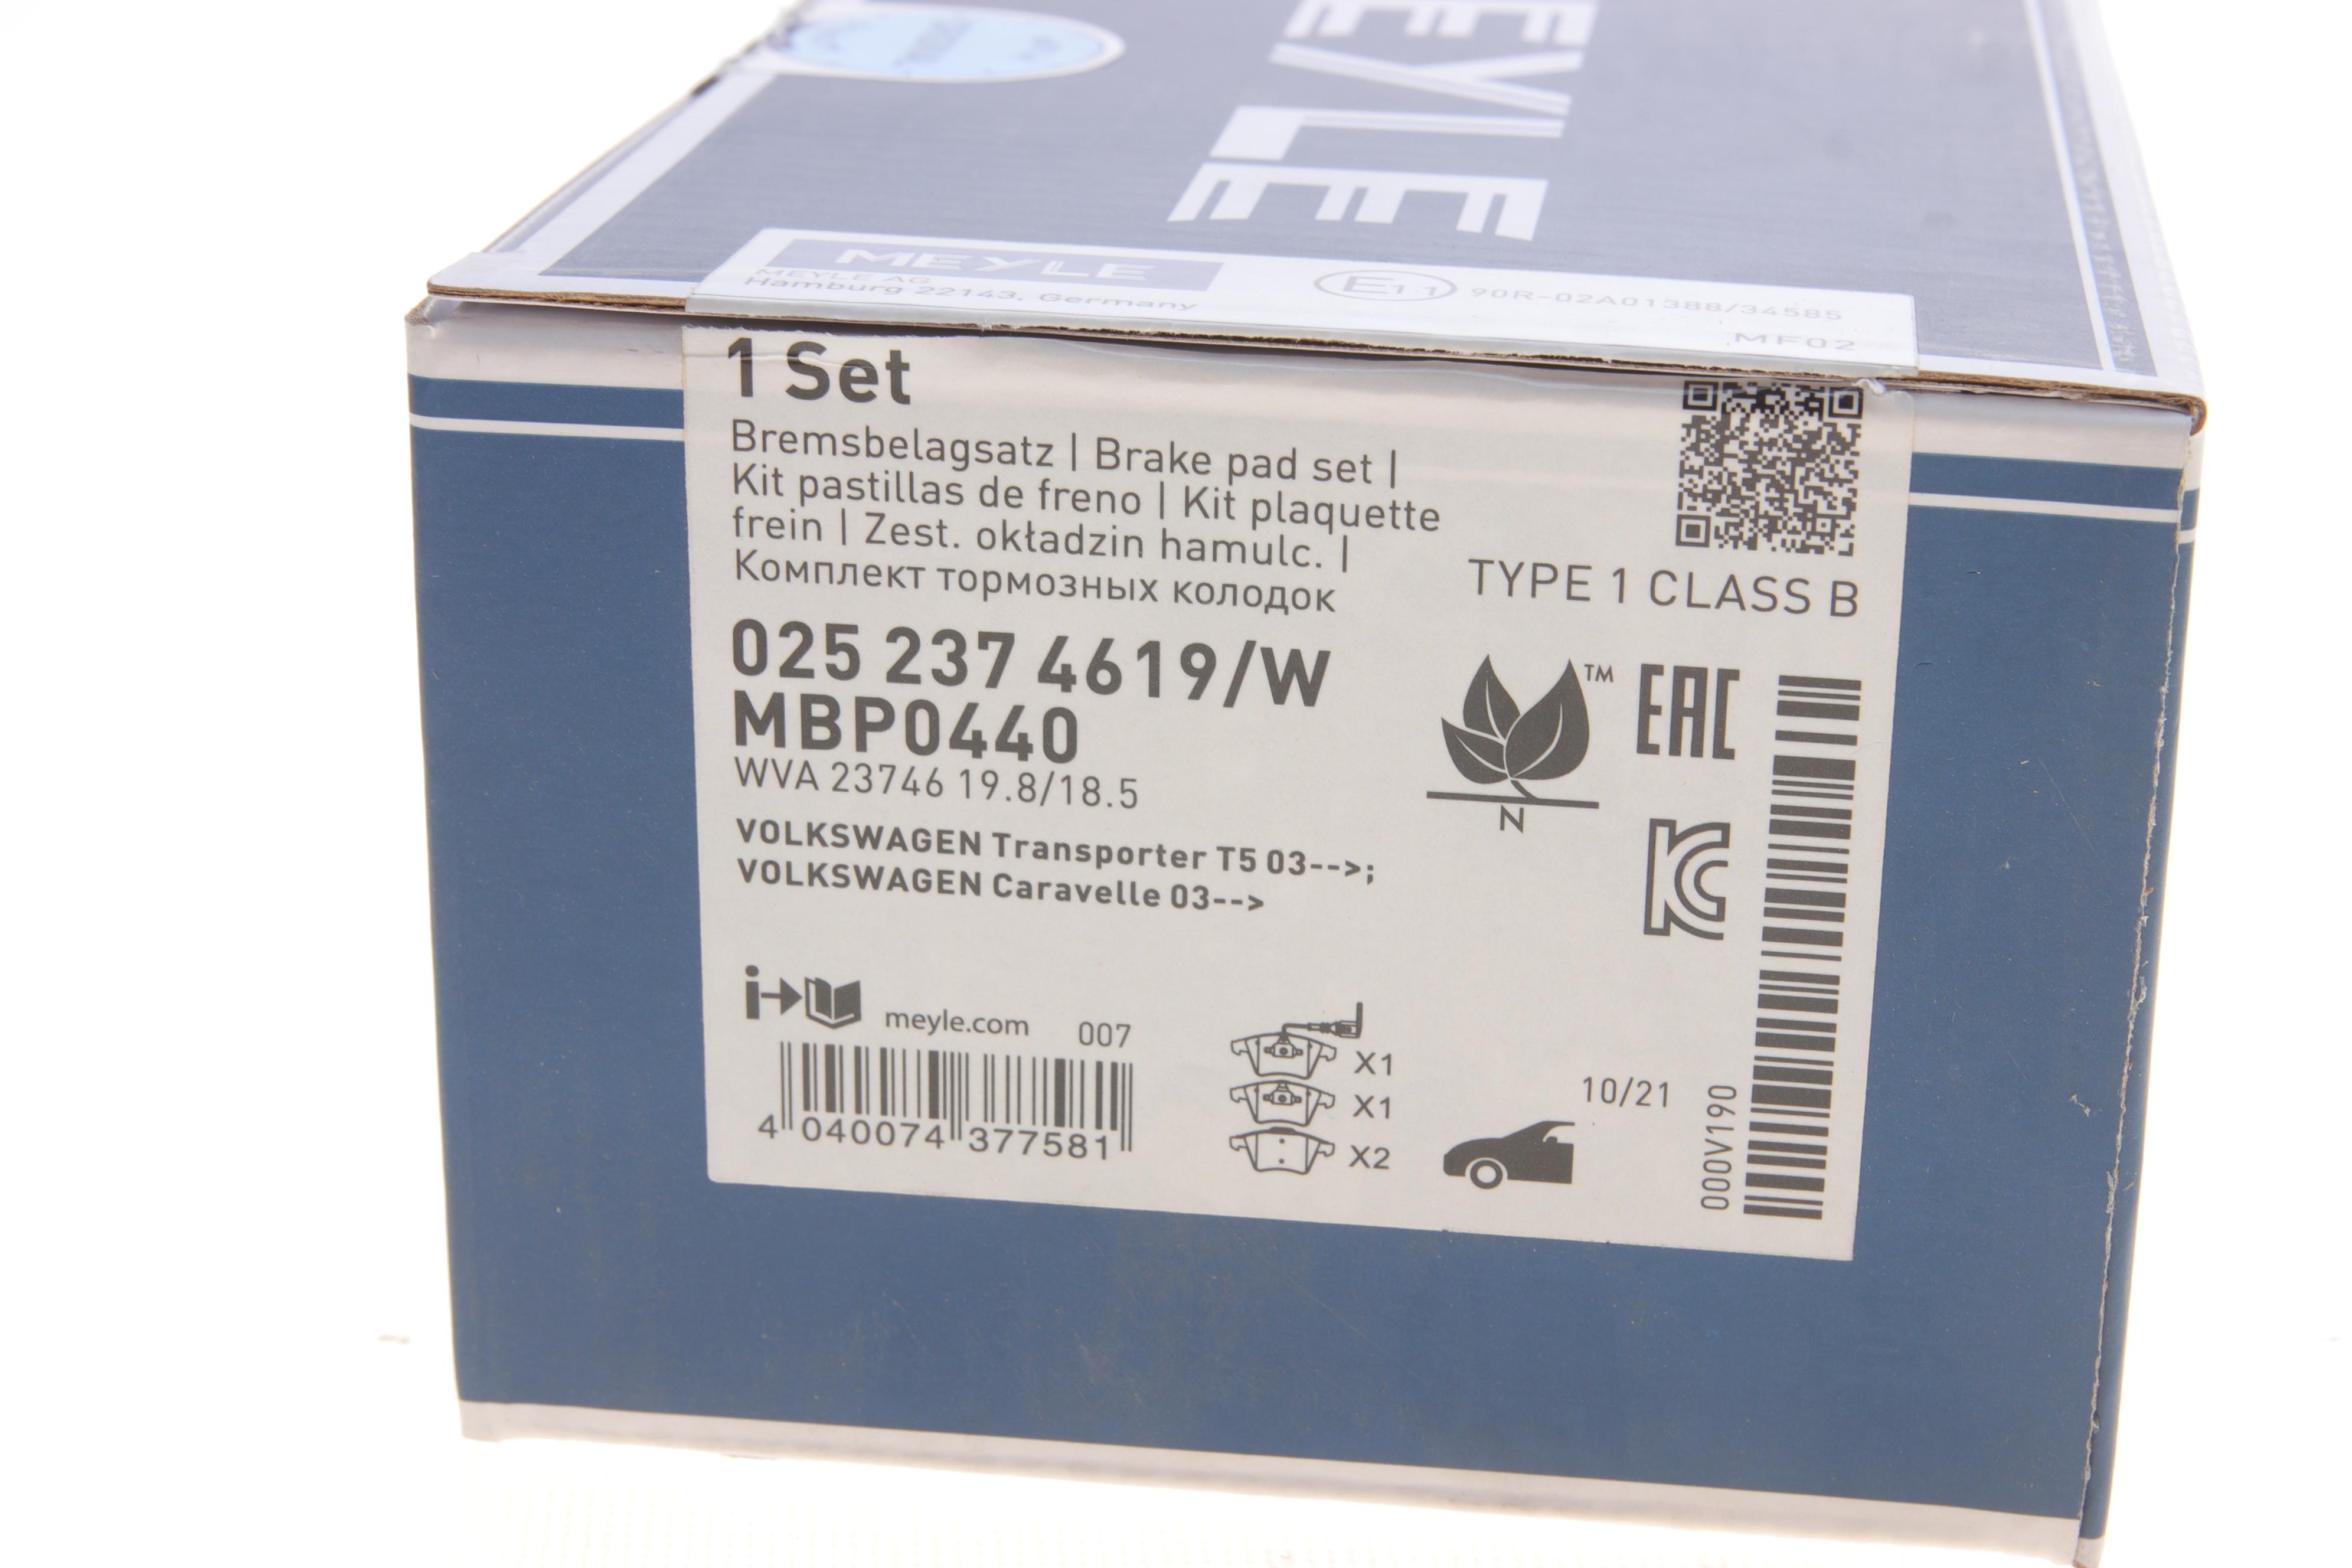 EYLE
MEYLE
MEYLE AG
Hamburg 22143, Germany
E11 90R-02A01388/34585
MF02
1 Set
Bremsbelagsatz | Brake pad set |
Kit pastillas de freno | Kit plaquette
frein | Zest. okładzin hamulc. |
Комплект тормозных колодок
TYPE 1 CLASS B
025 237 4619/W
MBP0440
WVA 23746 19.8/18.5
TM
EAC
N
KC
VOLKSWAGEN Transporter T5 03-->;
VOLKSWAGEN Caravelle 03-->
i
meyle.com 007
4 040074 377581
X1
X1
X2
10/21
000V190